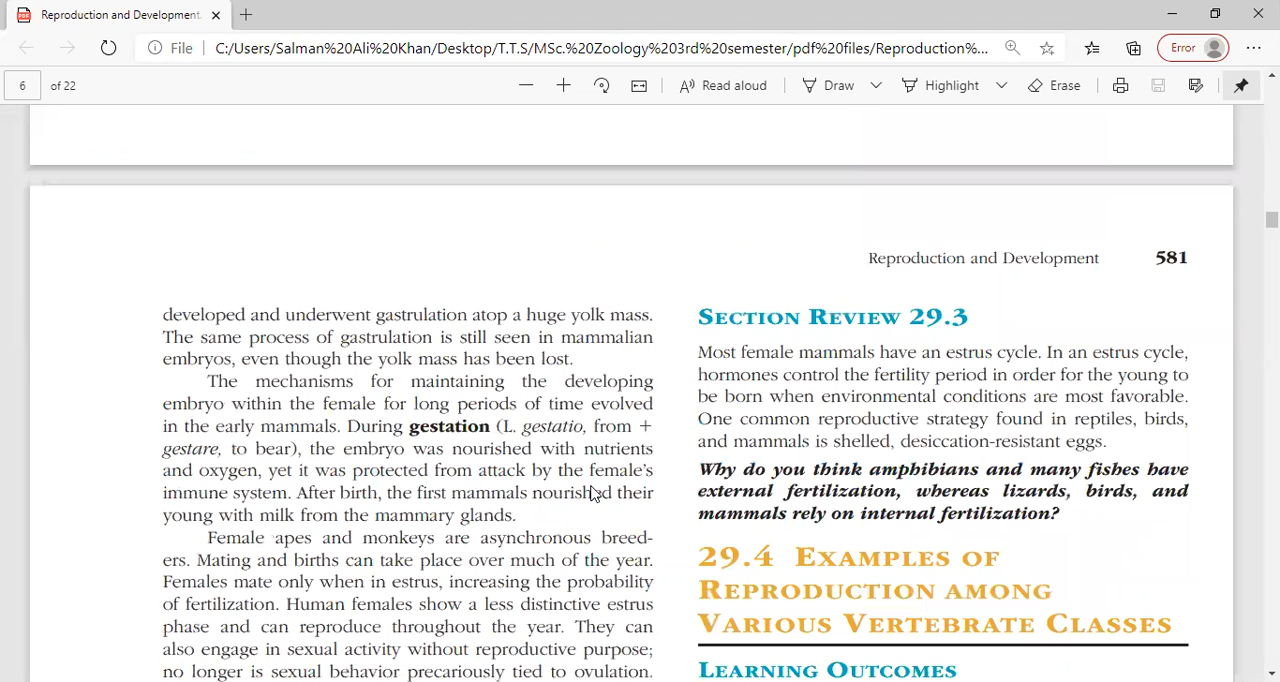 Reproduction and Development.
File
C:/Users/Salman%20Ali%20Khan/Desktop/T.T.S/MSc.%20Zoology%203rd%20semester/pdf%20files/Reproduction%...
Error
6
of 22
Read aloud
Draw
Highlight
Erase
Reproduction and Development 581
developed and underwent gastrulation atop a huge yolk mass.
The same process of gastrulation is still seen in mammalian
embryos, even though the yolk mass has been lost.
The mechanisms for maintaining the developing
embryo within the female for long periods of time evolved
in the early mammals. During gestation (L. gestatio, from +
gestare, to bear), the embryo was nourished with nutrients
and oxygen, yet it was protected from attack by the female's
immune system. After birth, the first mammals nourished their
young with milk from the mammary glands.
Female apes and monkeys are asynchronous breed-
ers. Mating and births can take place over much of the year.
Females mate only when in estrus, increasing the probability
of fertilization. Human females show a less distinctive estrus
phase and can reproduce throughout the year. They can
also engage in sexual activity without reproductive purpose;
no longer is sexual behavior precariously tied to ovulation.
SECTION REVIEW 29.3
Most female mammals have an estrus cycle. In an estrus cycle,
hormones control the fertility period in order for the young to
be born when environmental conditions are most favorable.
One common reproductive strategy found in reptiles, birds,
and mammals is shelled, desiccation-resistant eggs.
Why do you think amphibians and many fishes have
external fertilization, whereas lizards, birds, and
mammals rely on internal fertilization?
29.4 EXAMPLES OF
REPRODUCTION AMONG
VARIOUS VERTEBRATE CLASSES
LEARNING OUTCOMES